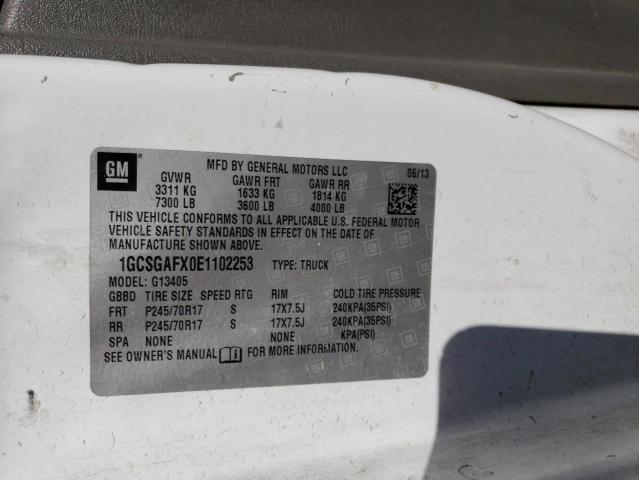 GM
MFD BY GENERAL MOTORS LLC 06/13
GVWR GAWR FRT GAWR RR
3311 KG 1633 KG 1814 KG
7300 LB 3600 LB 4000 LB
THIS VEHICLE CONFORMS TO ALL APPLICABLE U.S. FEDERAL MOTOR
VEHICLE SAFETY STANDARDS IN EFFECT ON THE DATE OF
MANUFACTURE SHOWN ABOVE.
1GCSGAFX0E1102253 TYPE: TRUCK
MODEL: G13405
GBBD TIRE SIZE SPEED RTG RIM COLD TIRE PRESSURE
FRT P245/70R17 S 17X7.5J 240KPA(35PSI)
RR P245/70R17 S 17X7.5J 240KPA(35PSI)
SPA NONE NONE KPA(PSI)
SEE OWNER'S MANUAL FOR MORE INFORMATION.